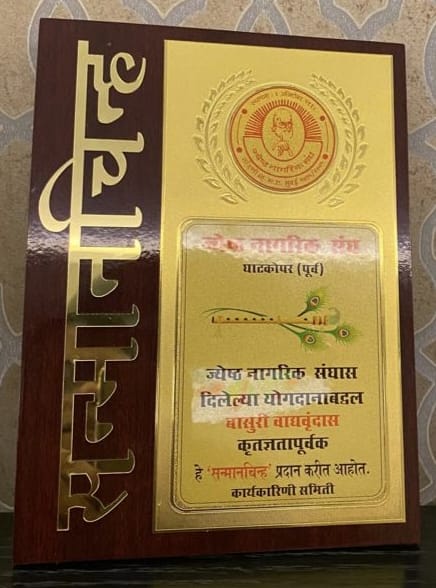 सन्मानचिन्ह
ज्येष्ठ नागरिक संघ
ज्येष्ठ नागरिक संघ
घाटकोपर (पूर्व)
ज्येष्ठ नागरिक संघास
दिलेल्या योगदानाबद्दल
बासुरी वाद्यवृंदास
कृतज्ञतापूर्वक
हे 'सन्मानचिन्ह' प्रदान करीत आहोत.
कार्यकारिणी समिती